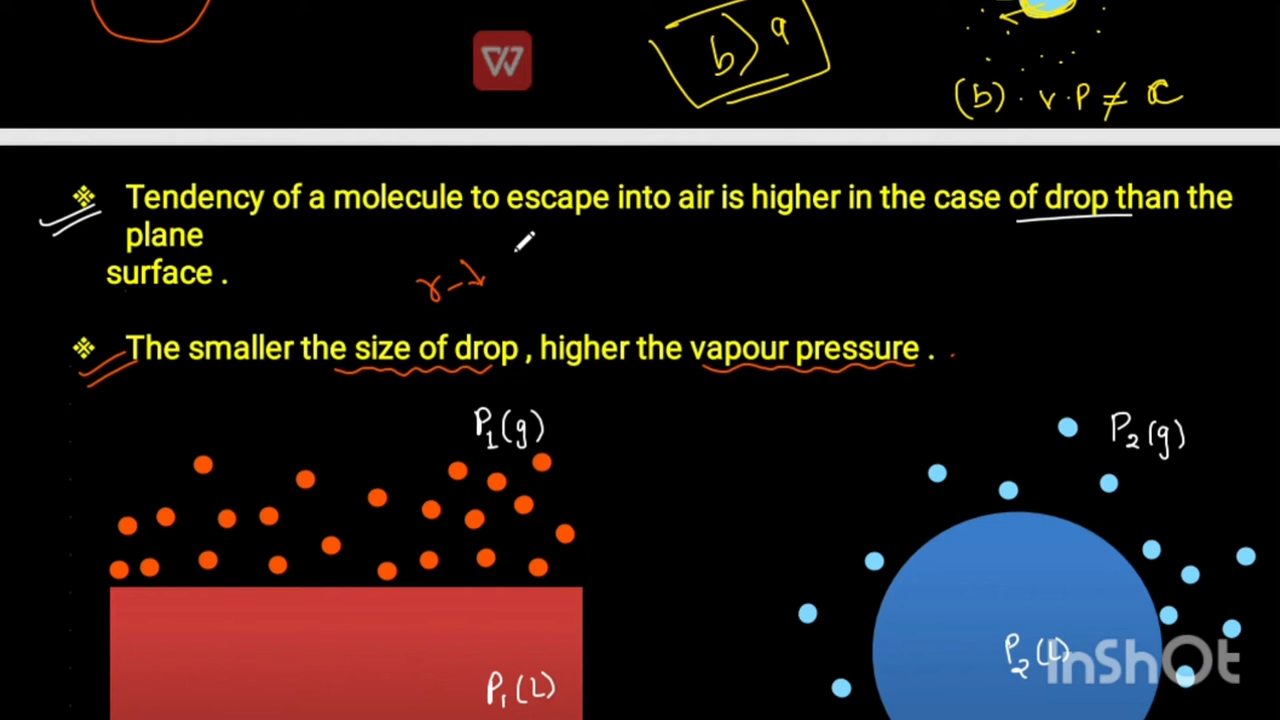 b > a
(b) . V.P ≠ C
❖ Tendency of a molecule to escape into air is higher in the case of drop than the
plane
surface .
r - ↓
❖ The smaller the size of drop , higher the vapour pressure .
P₁(g)
P₂(g)
P₂(L)
InShOt
P₁(L)